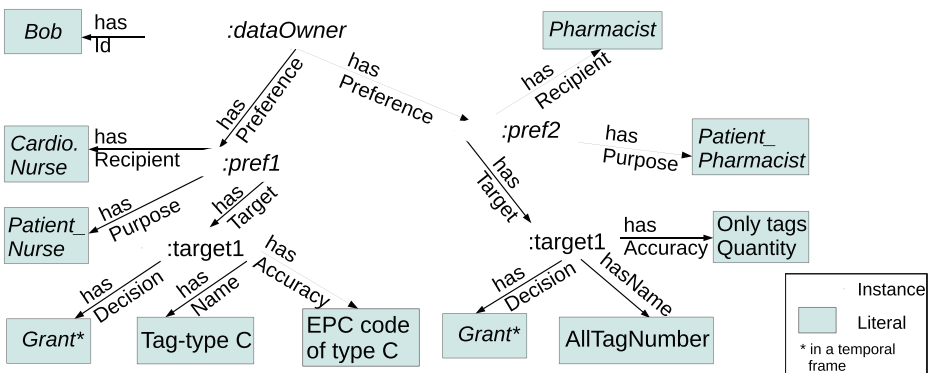 Bob
has
Id
:dataOwner
Pharmacist
has
Preference
has
Preference
has
Recipient
Cardio.
Nurse
has
Recipient
:pref1
:pref2
has
Purpose
Patient_
Pharmacist
Patient_
Nurse
has
Purpose
has
Target
has
Target
:target1
has
Accuracy
:target1
has
Accuracy
Only tags
Quantity
has
Decision
has
Name
has
Decision
hasName
Grant*
Tag-type C
EPC code
of type C
Grant*
AllTagNumber
Instance
Literal
* in a temporal
frame